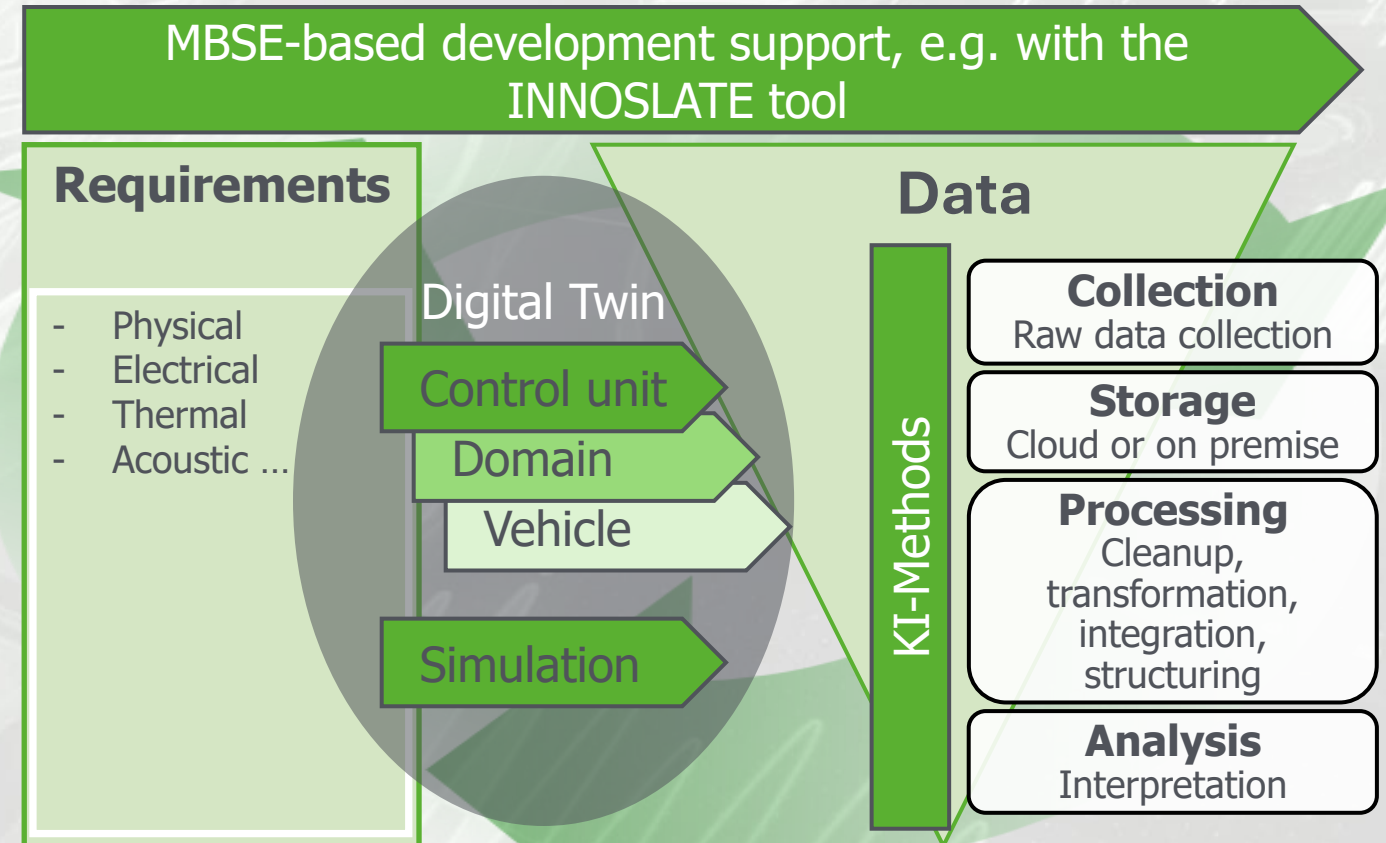 MBSE-based development support, e.g. with the
INNOSLATE tool
Requirements
- Physical
- Electrical
- Thermal
- Acoustic ...
Digital Twin
Control unit
Domain
Vehicle
Simulation
Data
KI-Methods
Collection
Raw data collection
Storage
Cloud or on premise
Processing
Cleanup,
transformation,
integration,
structuring
Analysis
Interpretation